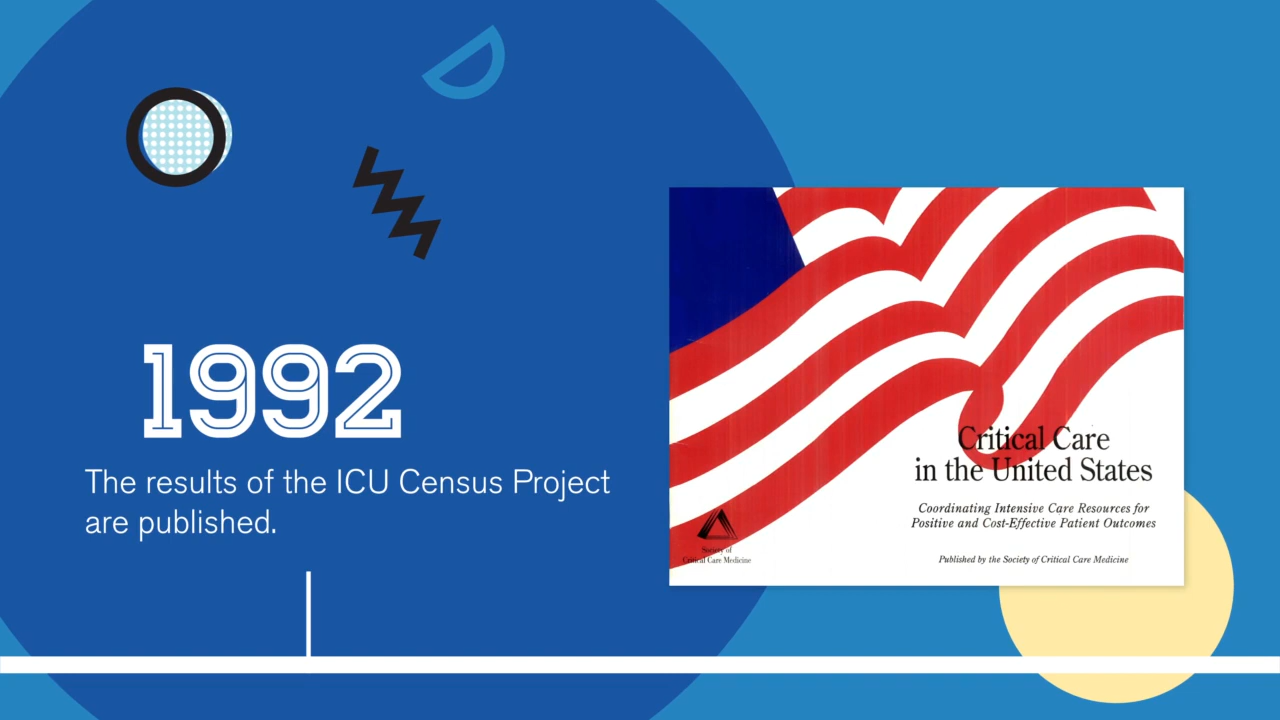 1992
The results of the ICU Census Project
are published.
Critical Care
in the United States
Coordinating Intensive Care Resources for
Positive and Cost-Effective Patient Outcomes
Society of
Critical Care Medicine
Published by the Society of Critical Care Medicine